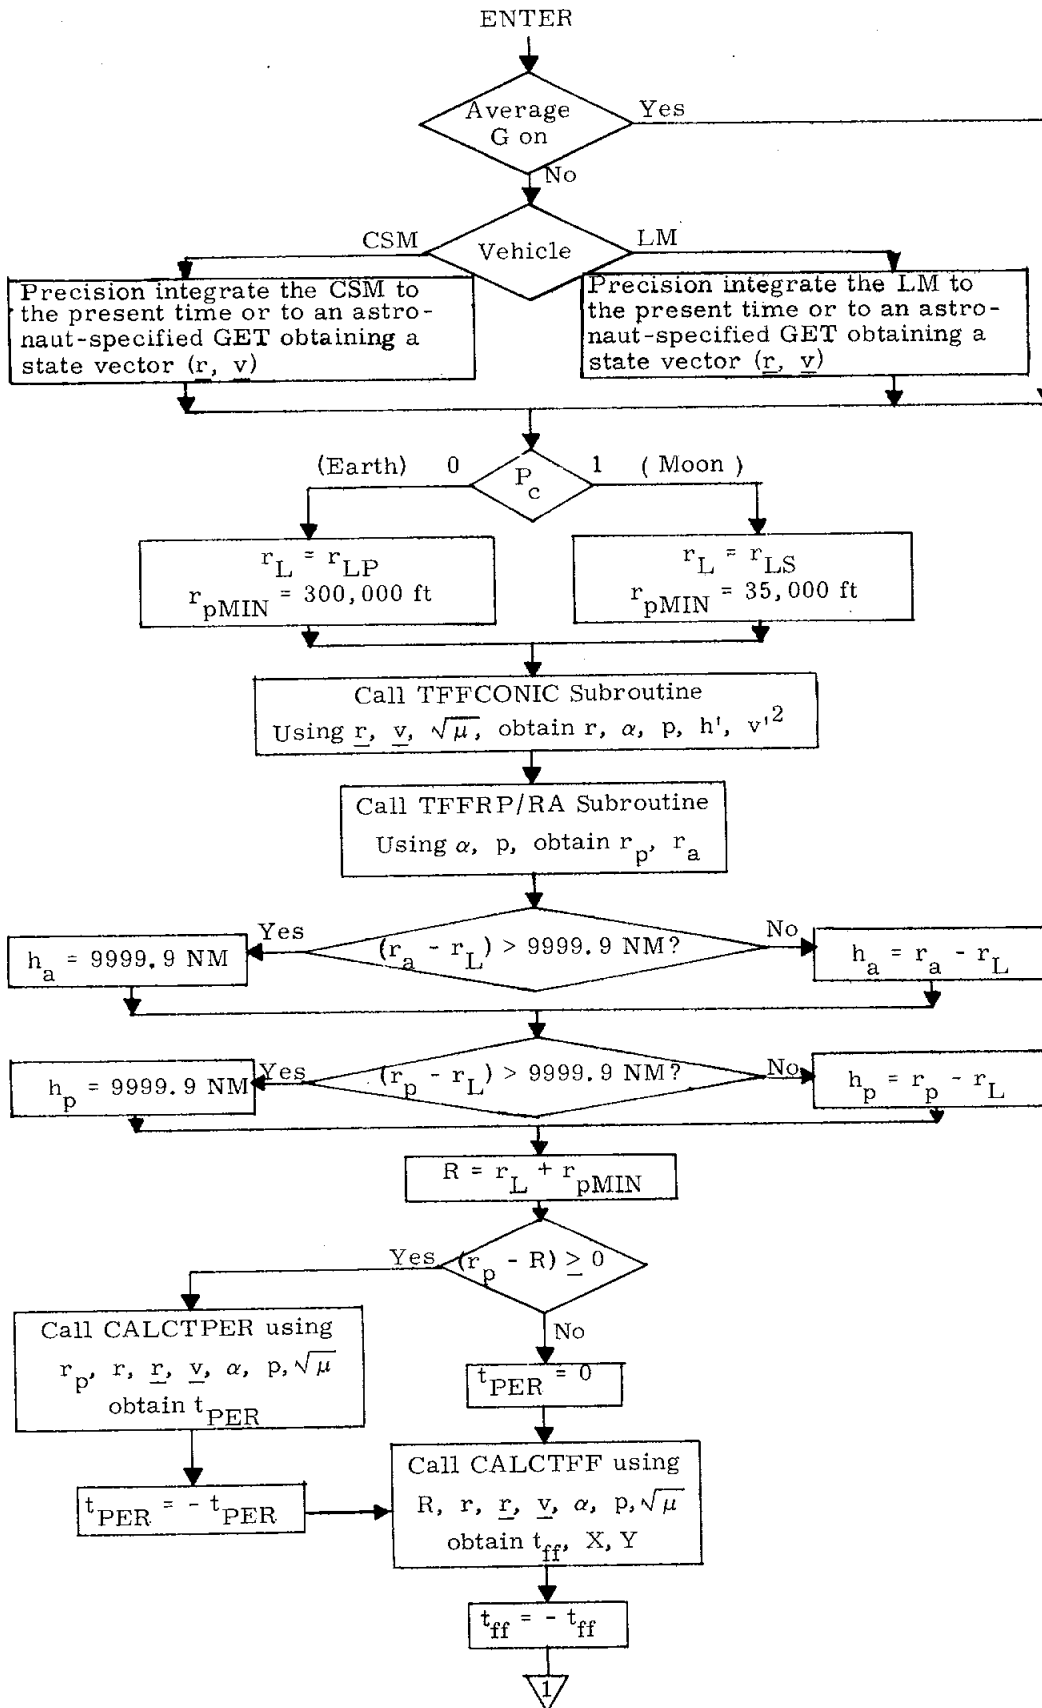 ENTER
Average
G on
Yes
No
Vehicle
CSM
LM
Precision integrate the CSM to
the present time or to an astro-
naut-specified GET obtaining a
state vector (r, v)
Precision integrate the LM to
the present time or to an astro-
naut-specified GET obtaining a
state vector (r, v)
(Earth) 0
P_c
1 ( Moon )
r_L = r_LP
r_pMIN = 300,000 ft
r_L = r_LS
r_pMIN = 35,000 ft
Call TFFCONIC Subroutine
Using r, v, √μ, obtain r, α, p, h', v'²
Call TFFRP/RA Subroutine
Using α, p, obtain r_p, r_a
Yes
(r_a - r_L) > 9999.9 NM?
No
h_a = 9999.9 NM
h_a = r_a - r_L
Yes
(r_p - r_L) > 9999.9 NM?
No
h_p = 9999.9 NM
h_p = r_p - r_L
R = r_L + r_pMIN
Yes
(r_p - R) ≥ 0
No
Call CALCTPER using
r_p, r, r, v, α, p, √μ
obtain t_PER
t_PER = 0
t_PER = - t_PER
Call CALCTFF using
R, r, r, v, α, p, √μ
obtain t_ff, X, Y
t_ff = - t_ff
1